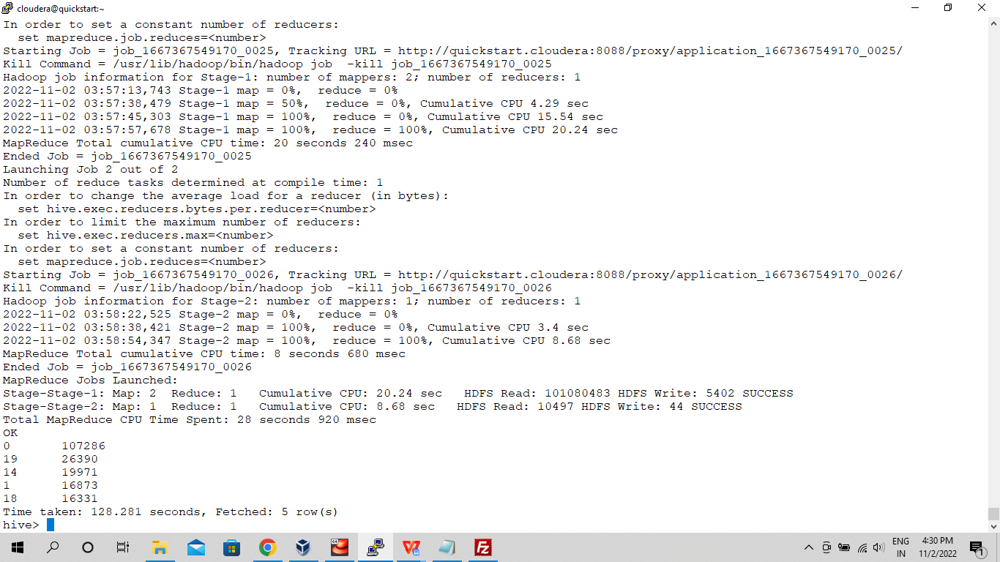 cloudera@quickstart:~
In order to set a constant number of reducers:
  set mapreduce.job.reduces=<number>
Starting Job = job_1667367549170_0025, Tracking URL = http://quickstart.cloudera:8088/proxy/application_1667367549170_0025/
Kill Command = /usr/lib/hadoop/bin/hadoop job  -kill job_1667367549170_0025
Hadoop job information for Stage-1: number of mappers: 2; number of reducers: 1
2022-11-02 03:57:13,743 Stage-1 map = 0%,  reduce = 0%
2022-11-02 03:57:38,479 Stage-1 map = 50%,  reduce = 0%, Cumulative CPU 4.29 sec
2022-11-02 03:57:45,303 Stage-1 map = 100%,  reduce = 0%, Cumulative CPU 15.54 sec
2022-11-02 03:57:57,678 Stage-1 map = 100%,  reduce = 100%, Cumulative CPU 20.24 sec
MapReduce Total cumulative CPU time: 20 seconds 240 msec
Ended Job = job_1667367549170_0025
Launching Job 2 out of 2
Number of reduce tasks determined at compile time: 1
In order to change the average load for a reducer (in bytes):
  set hive.exec.reducers.bytes.per.reducer=<number>
In order to limit the maximum number of reducers:
  set hive.exec.reducers.max=<number>
In order to set a constant number of reducers:
  set mapreduce.job.reduces=<number>
Starting Job = job_1667367549170_0026, Tracking URL = http://quickstart.cloudera:8088/proxy/application_1667367549170_0026/
Kill Command = /usr/lib/hadoop/bin/hadoop job  -kill job_1667367549170_0026
Hadoop job information for Stage-2: number of mappers: 1; number of reducers: 1
2022-11-02 03:58:22,525 Stage-2 map = 0%,  reduce = 0%
2022-11-02 03:58:38,421 Stage-2 map = 100%,  reduce = 0%, Cumulative CPU 3.4 sec
2022-11-02 03:58:54,347 Stage-2 map = 100%,  reduce = 100%, Cumulative CPU 8.68 sec
MapReduce Total cumulative CPU time: 8 seconds 680 msec
Ended Job = job_1667367549170_0026
MapReduce Jobs Launched:
Stage-Stage-1: Map: 2  Reduce: 1   Cumulative CPU: 20.24 sec   HDFS Read: 101080483 HDFS Write: 5402 SUCCESS
Stage-Stage-2: Map: 1  Reduce: 1   Cumulative CPU: 8.68 sec   HDFS Read: 10497 HDFS Write: 44 SUCCESS
Total MapReduce CPU Time Spent: 28 seconds 920 msec
OK
0       107286
19      26390
14      19971
1       16873
18      16331
Time taken: 128.281 seconds, Fetched: 5 row(s)
hive>
ENG
IN
4:30 PM
11/2/2022
1